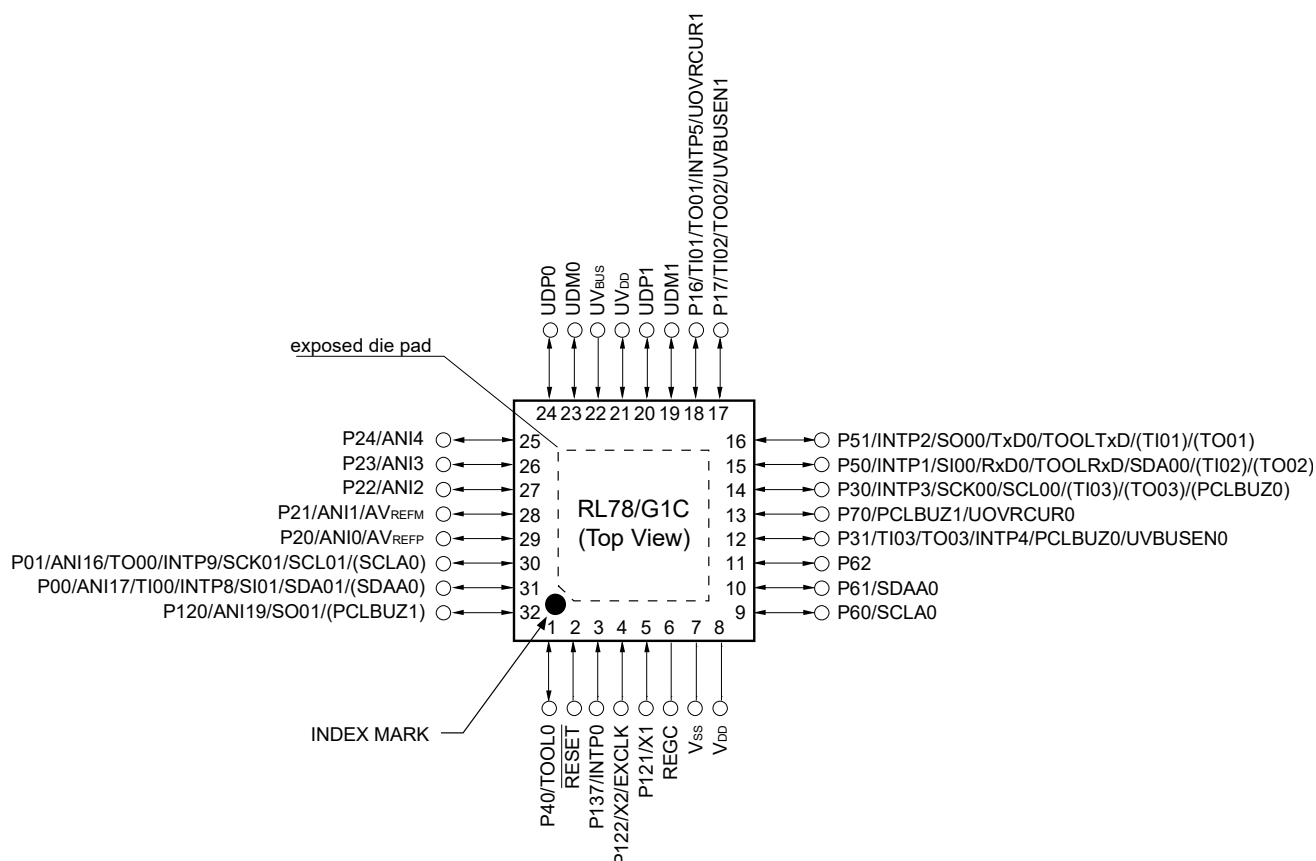 UDP0
UDM0
UVBUS
UVDD
UDP1
UDM1
P16/TI01/TO01/INTP5/UOVRCUR1
P17/TI02/TO02/UVBUSEN1
exposed die pad
24 23 22 21 20 19 18 17
P24/ANI4 25
P23/ANI3 26
P22/ANI2 27
P21/ANI1/AVREFM 28
P20/ANI0/AVREFP 29
P01/ANI16/TO00/INTP9/SCK01/SCL01/(SCLA0) 30
P00/ANI17/TI00/INTP8/SI01/SDA01/(SDAA0) 31
P120/ANI19/SO01/(PCLBUZ1) 32
RL78/G1C
(Top View)
16 P51/INTP2/SO00/TxD0/TOOLTxD/(TI01)/(TO01)
15 P50/INTP1/SI00/RxD0/TOOLRxD/SDA00/(TI02)/(TO02)
14 P30/INTP3/SCK00/SCL00/(TI03)/(TO03)/(PCLBUZ0)
13 P70/PCLBUZ1/UOVRCUR0
12 P31/TI03/TO03/INTP4/PCLBUZ0/UVBUSEN0
11 P62
10 P61/SDAA0
9 P60/SCLA0
1 2 3 4 5 6 7 8
INDEX MARK
P40/TOOL0
RESET
P137/INTP0
P122/X2/EXCLK
P121/X1
REGC
VSS
VDD